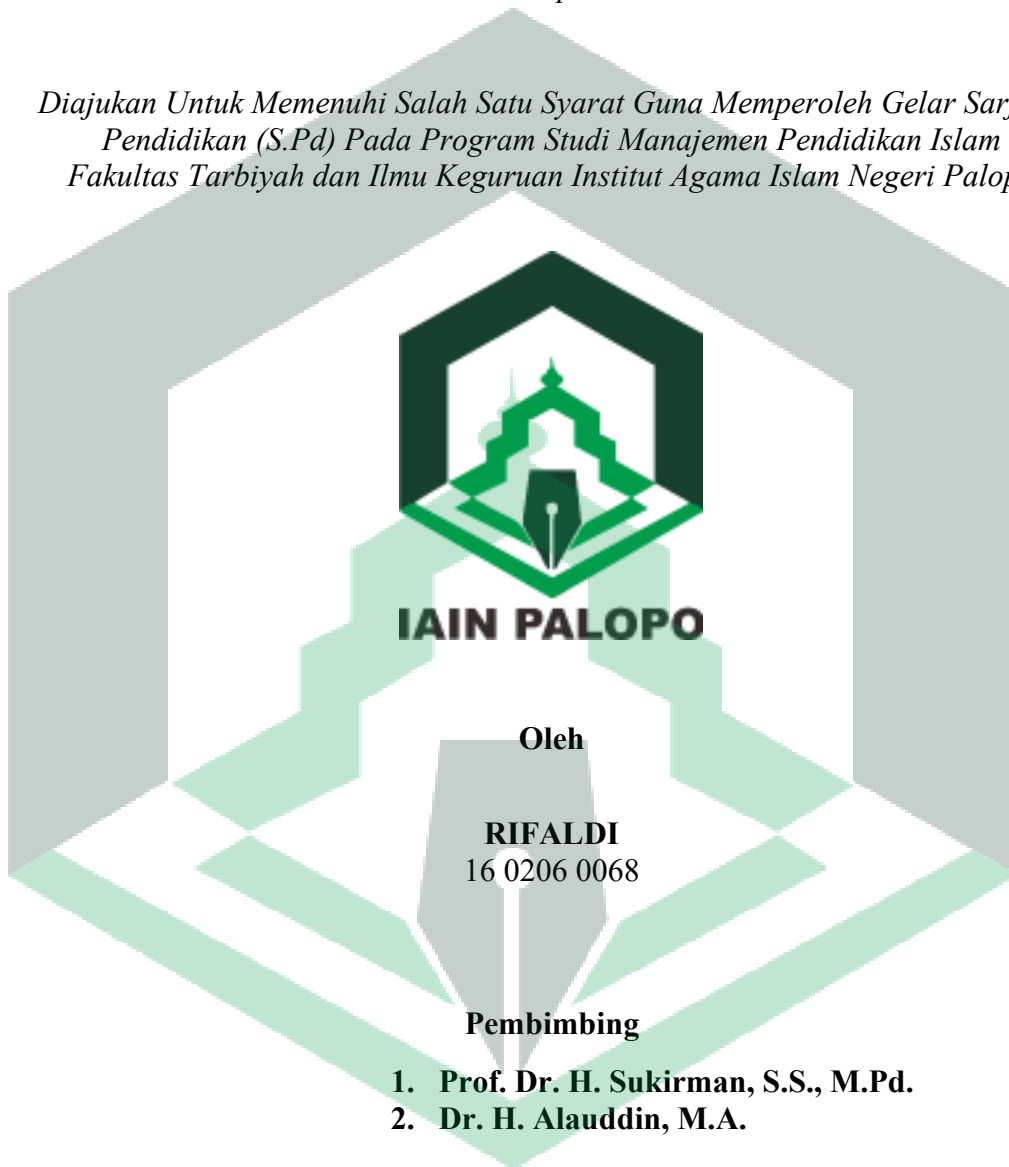 Diajukan Untuk Memenuhi Salah Satu Syarat Guna Memperoleh Gelar
Pendidikan (S.Pd) Pada Program Studi Manajemen Pendidikan Islam
Fakultas Tarbiyah dan Ilmu Keguruan Institut Agama Islam Negeri
IAIN PALOPO
Oleh
RIFALDI
16 0206 0068
Pembimbing
1. Prof. Dr. H. Sukirman, S.S., M.Pd.
2. Dr. H. Alauddin, M.A.